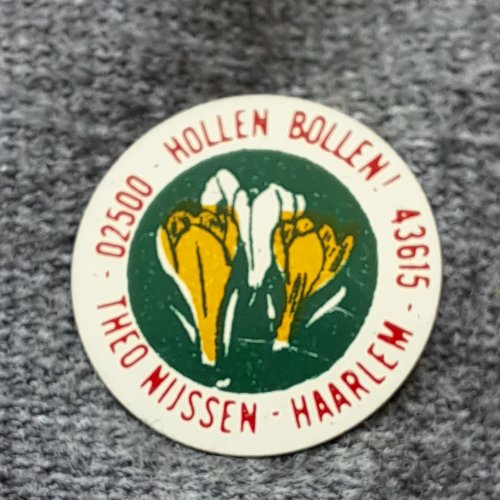 HOLLEN BOLLEN!
02500 43615
THEO NIJSSEN - HAARLEM